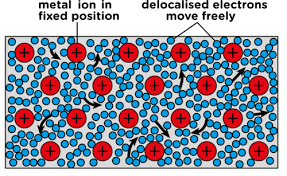 metal ion in
fixed position
delocalised electrons
move freely
+ + + +
+ + + +
+ + + +
+ + + +